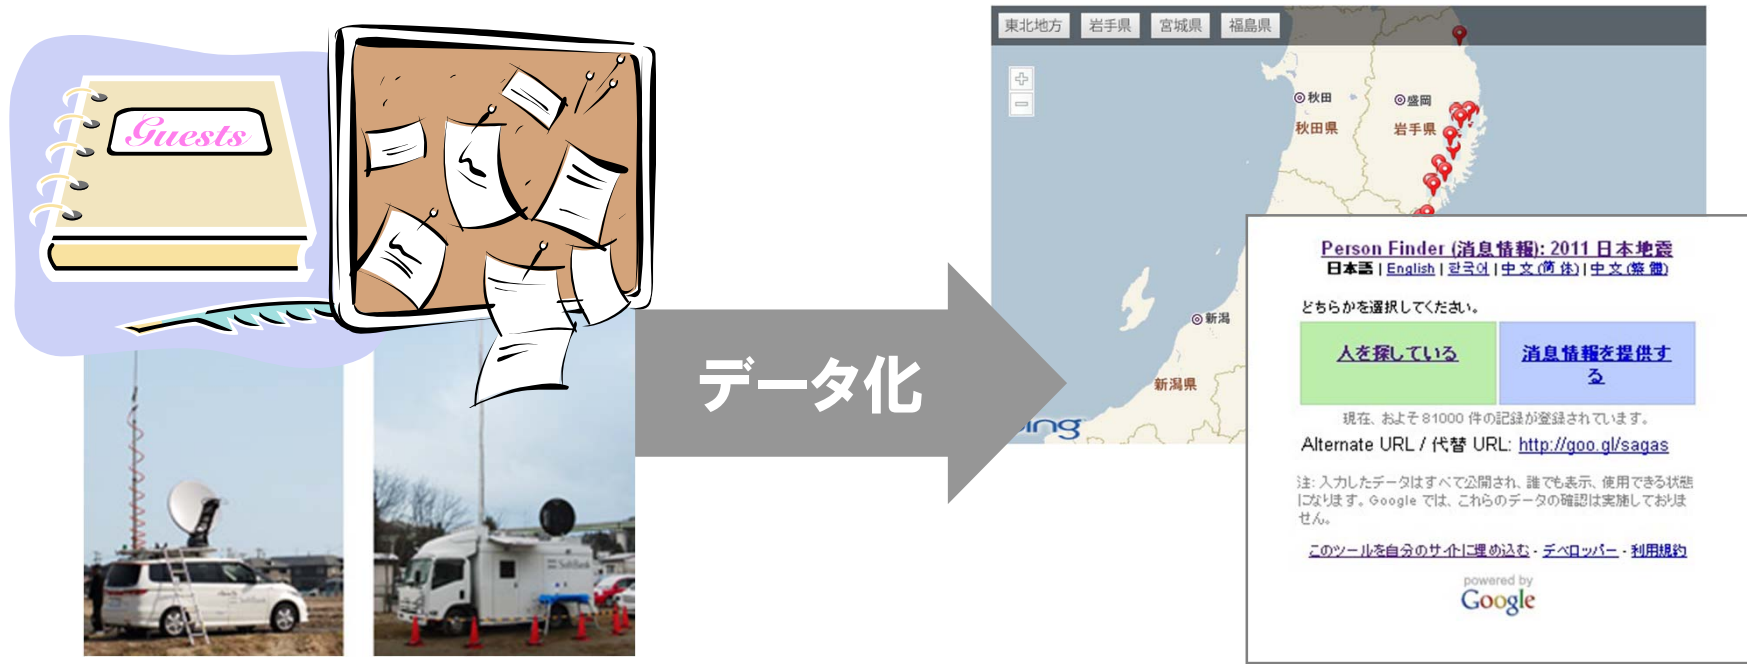 Guests
SoftBank
SoftBank
データ化
東北地方 岩手県 宮城県 福島県
秋田
盛岡
秋田県
岩手県
新潟
新潟県
ing
Person Finder (消息情報): 2011 日本地震
日本語 | English | 한국어 | 中文(简体) | 中文(繁體)
どちらかを選択してください。
人を探している
消息情報を提供す
る
現在、およそ 81000 件の記録が登録されています。
Alternate URL / 代替 URL: http://goo.gl/sagas
注: 入力したデータはすべて公開され、誰でも表示、使用できる状態
になります。Google では、これらのデータの確認は実施しておりま
せん。
このツールを自分のサイトに埋め込む - デベロッパー - 利用規約
powered by
Google